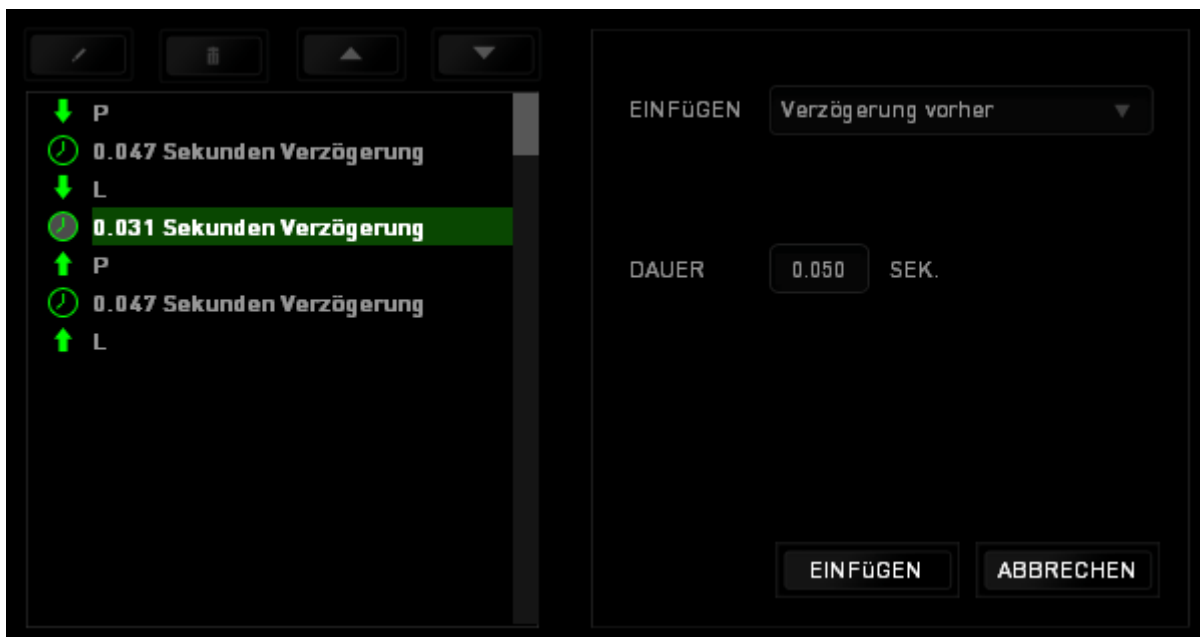 P
0.047 Sekunden Verzögerung
L
0.031 Sekunden Verzögerung
P
0.047 Sekunden Verzögerung
L
EINFüGEN Verzögerung vorher
DAUER 0.050 SEK.
EINFüGEN ABBRECHEN